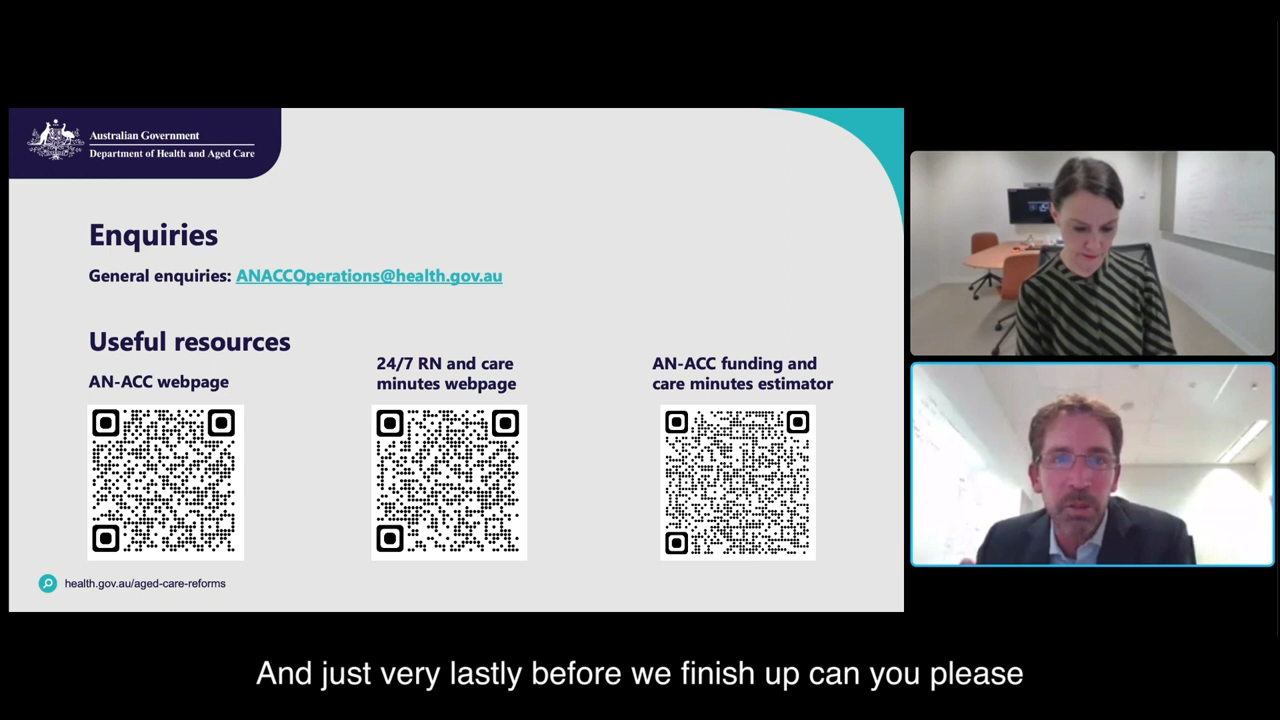 Australian Government
Department of Health and Aged Care
Enquiries
General enquiries: ANACCOperations@health.gov.au
Useful resources
AN-ACC webpage
24/7 RN and care
minutes webpage
AN-ACC funding and
care minutes estimator
health.gov.au/aged-care-reforms
And just very lastly before we finish up can you please